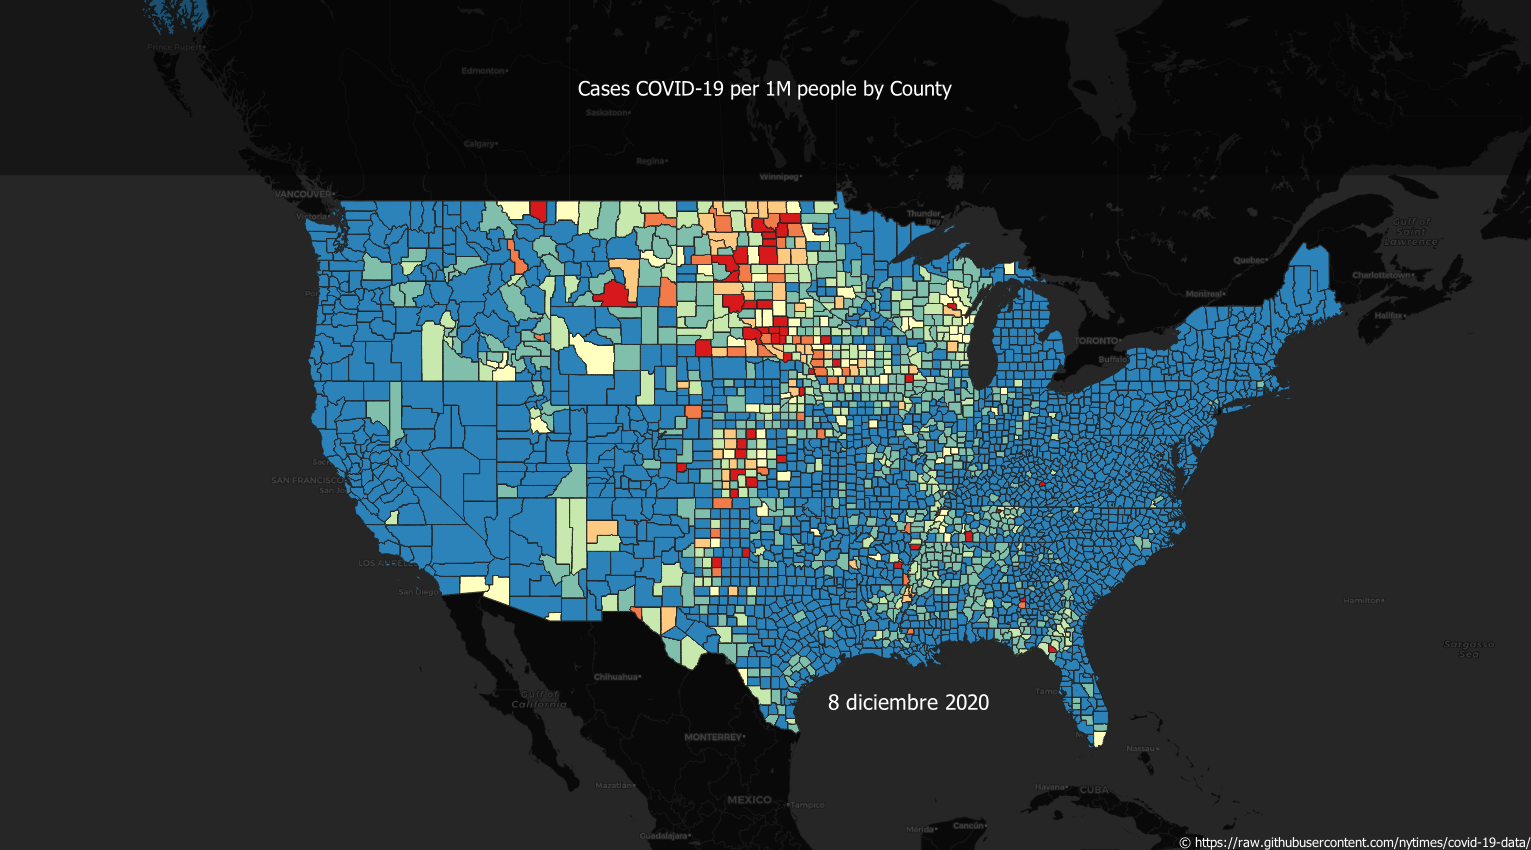 Prince Rupert
Edmonton
Cases COVID-19 per 1M people by County
Saskatoon
Calgary
Regina
Winnipeg
VANCOUVER
Victoria
Thunder
Bay
Gulf of
Saint
Lawrence
Quebec
Charlottetown
Montreal
Halifax
TORONTO
Buffalo
SAN FRANCISCO
San Jo
LOS ANGELES
San Diego
Hamilton
Sargasso
Sea
Chihuahua
Gulf of
California
Tamp
8 diciembre 2020
MONTERREY
Nassau
Mazatlan
Havana
CUBA
MEXICO
Tampico
Guadalajara
Mérida
Cancún
© https://raw.githubusercontent.com/nytimes/covid-19-data/